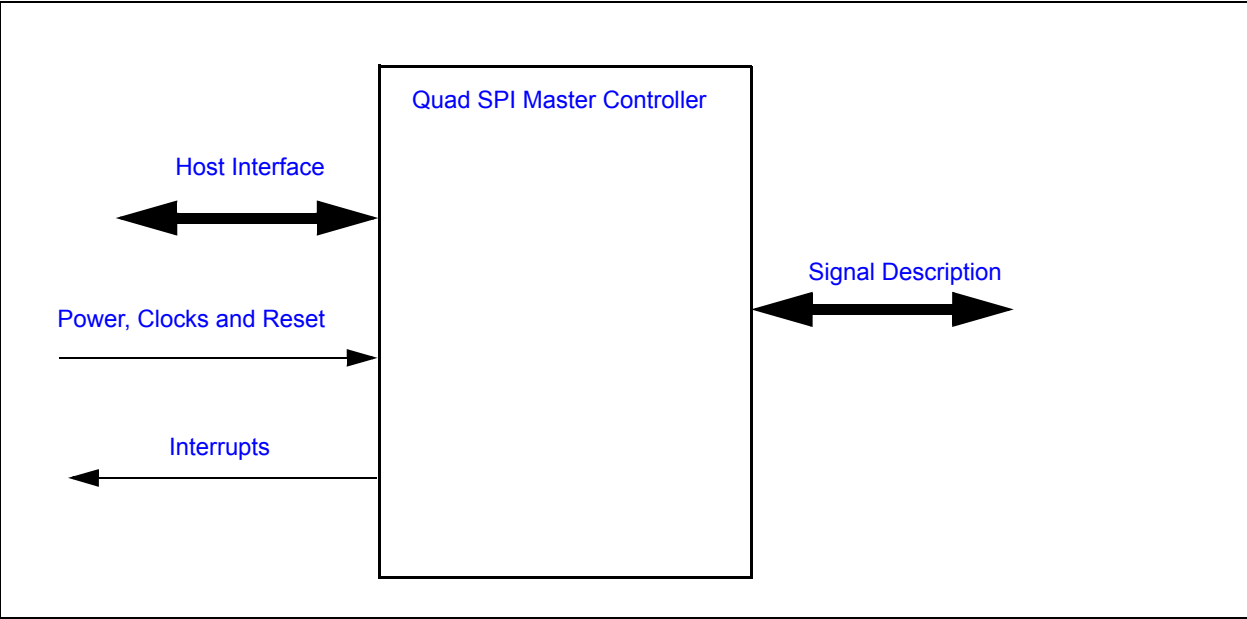 Quad SPI Master Controller
Host Interface
Signal Description
Power, Clocks and Reset
Interrupts